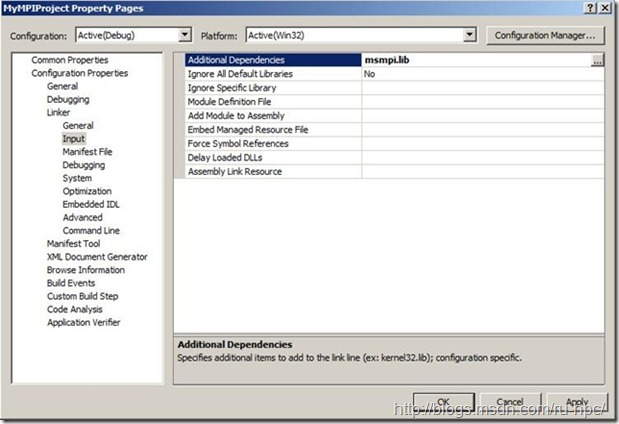 MyMPIProject Property Pages
Configuration: Active(Debug) Platform: Active(Win32) Configuration Manager...
Common Properties
Configuration Properties
General
Debugging
Linker
General
Input
Manifest File
Debugging
System
Optimization
Embedded IDL
Advanced
Command Line
Manifest Tool
XML Document Generator
Browse Information
Build Events
Custom Build Step
Code Analysis
Application Verifier
Additional Dependencies msmpi.lib ...
Ignore All Default Libraries No
Ignore Specific Library
Module Definition File
Add Module to Assembly
Embed Managed Resource File
Force Symbol References
Delay Loaded DLLs
Assembly Link Resource
Additional Dependencies
Specifies additional items to add to the link line (ex: kernel32.lib); configuration specific.
OK Cancel Apply
http://blogs.msdn.com/ru-hpc/